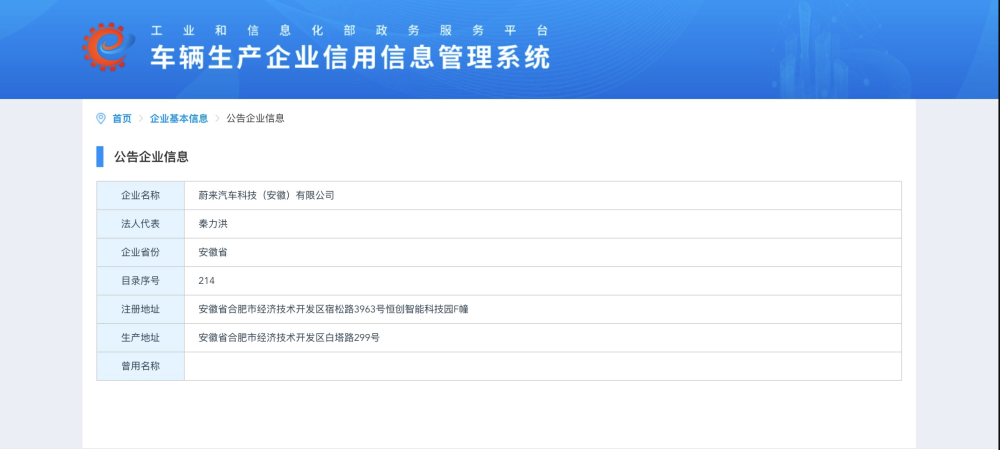 工业和信息化部政务服务平台
车辆生产企业信用信息管理系统
首页 > 企业基本信息 > 公告企业信息
公告企业信息
企业名称 蔚来汽车科技（安徽）有限公司
法人代表 秦力洪
企业省份 安徽省
目录序号 214
注册地址 安徽省合肥市经济技术开发区宿松路3963号恒创智能科技园F幢
生产地址 安徽省合肥市经济技术开发区白塔路299号
曾用名称